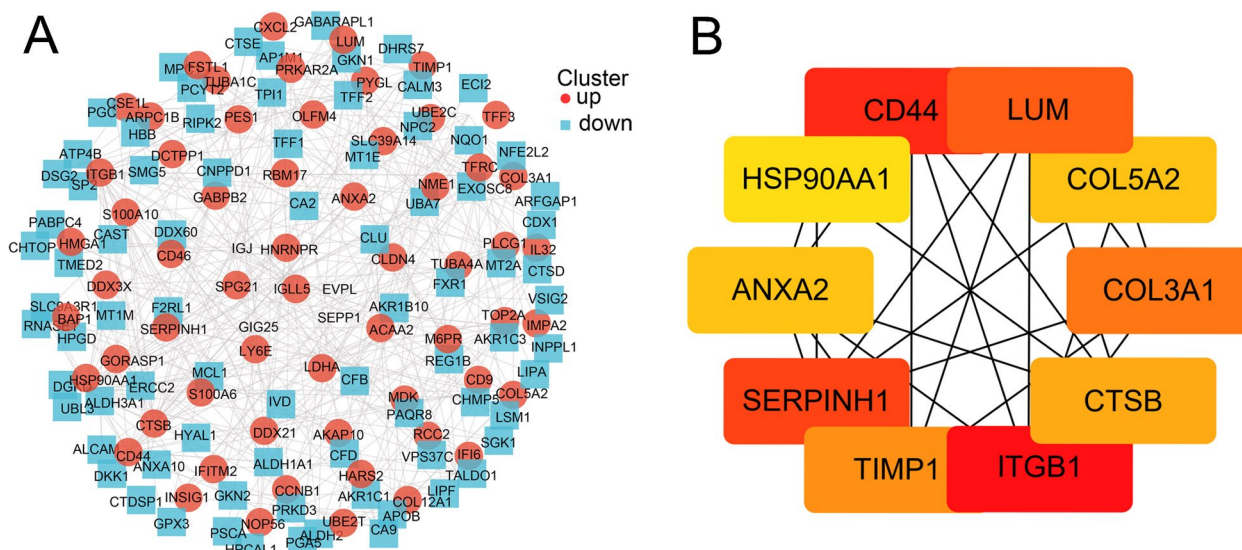 A
CXCL2
GABARAPL1
CTSE
LUM
DHRS7
AP1M1
GKN1
FSTL1
PRKAR2A
TIMP1
TUBA1C
PYGL
ECI2
PCYT2
TPI1
CALM3
TFF2
CSE1L
PGC
ARPC1B
PES1
OLFM4
UBE2C
TFF3
RIPK2
NPC2
HBB
SLC39A14
NQO1
TFF1
NFE2L2
ATP4B
DCTPP1
MT1E
DSG2
ITGB1
SMG5
CNPPD1
RBM17
TFRC
COL3A1
SP2
NME1
EXOSC8
GABPB2
ANXA2
UBA7
ARFGAP1
CA2
S100A10
CDX1
PABPC4
CAST
DDX60
CLU
PLCG1
IL32
CHTOP
HMGA1
CD46
IGJ
HNRNPR
CLDN4
TUBA4A
MT2A
TMED2
CTSD
DDX3X
SPG21
IGLL5
EVPL
FXR1
SLC9A3R1
MT1M
F2RL1
AKR1B10
VSIG2
BAP1
SEPP1
TOP2A
IMPA2
SERPINH1
GIG25
ACAA2
M6PR
AKR1C3
HPGD
LY6E
INPPL1
GORASP1
LDHA
REG1B
HSP90AA1
MCL1
CFB
CD9
LIPA
ERCC2
S100A6
COL5A2
ALDH3A1
IVD
MDK
CHMP5
UBL3
PAQR8
LSM1
CTSB
HYAL1
DDX21
AKAP10
RCC2
SGK1
ALCAM
CD44
ANXA10
CFD
VPS37C
IFI6
DKK1
IFITM2
ALDH1A1
HARS2
TALDO1
CTDSP1
INSIG1
GKN2
CCNB1
AKR1C1
LIPF
COL12A1
GPX3
PRKD3
APOB
PSCA
NOP56
UBE2T
CA9
HPCAL1
PGA5
ALDH2
Cluster
up
down
B
CD44
LUM
HSP90AA1
COL5A2
ANXA2
COL3A1
SERPINH1
CTSB
TIMP1
ITGB1